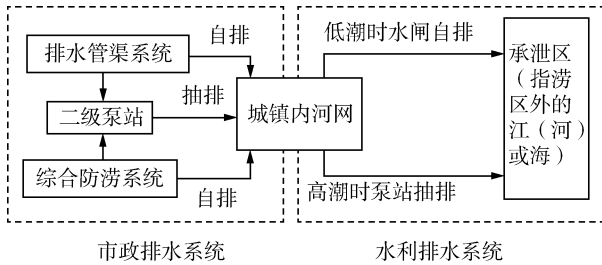 排水管渠系统
自排
二级泵站
抽排
综合防涝系统
自排
城镇内河网
低潮时水闸自排
高潮时泵站抽排
承泄区
（指涝
区外的
江（河）
或海）
市政排水系统
水利排水系统